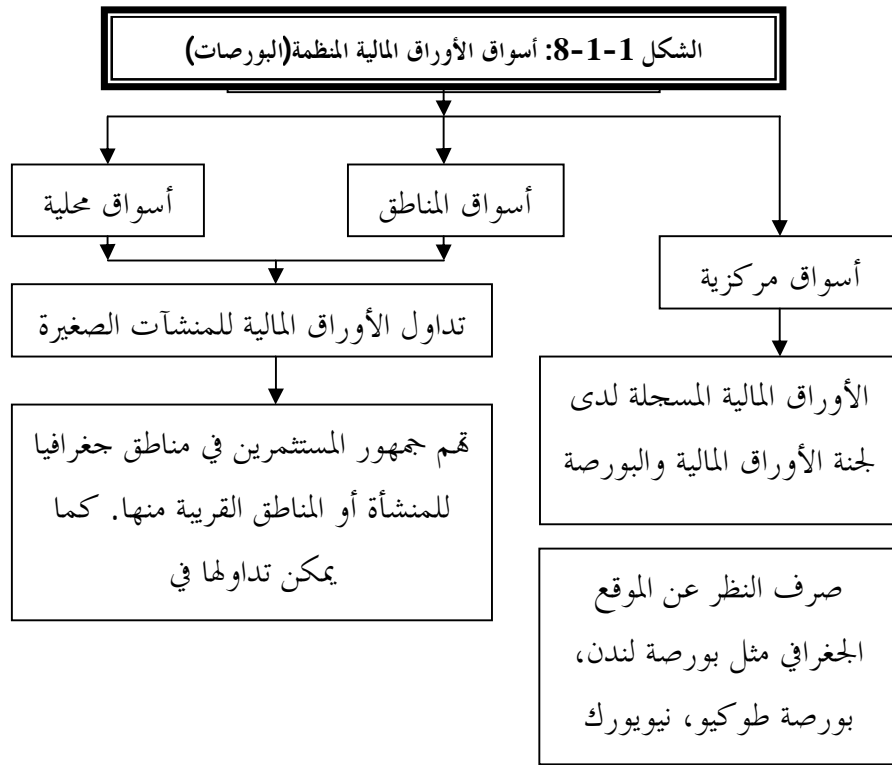 الشكل 1-1-8: أسواق الأوراق المالية المنظمة(البورصات)
أسواق مركزية
أسواق المناطق
أسواق محلية
الأوراق المالية المسجلة لدى
لجنة الأوراق المالية والبورصة
صرف النظر عن الموقع
الجغرافي مثل بورصة لندن،
بورصة طوكيو، نيويورك
تداول الأوراق المالية للمنشآت الصغيرة
تهم جمهور المستثمرين في مناطق جغرافيا
للمنشأة أو المناطق القريبة منها. كما
يمكن تداولها في